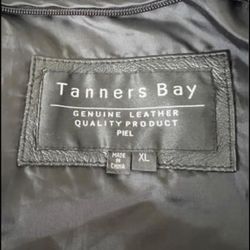 Tanners Bay
GENUINE LEATHER
QUALITY PRODUCT
PIEL
MADE
IN
CHINA
XL